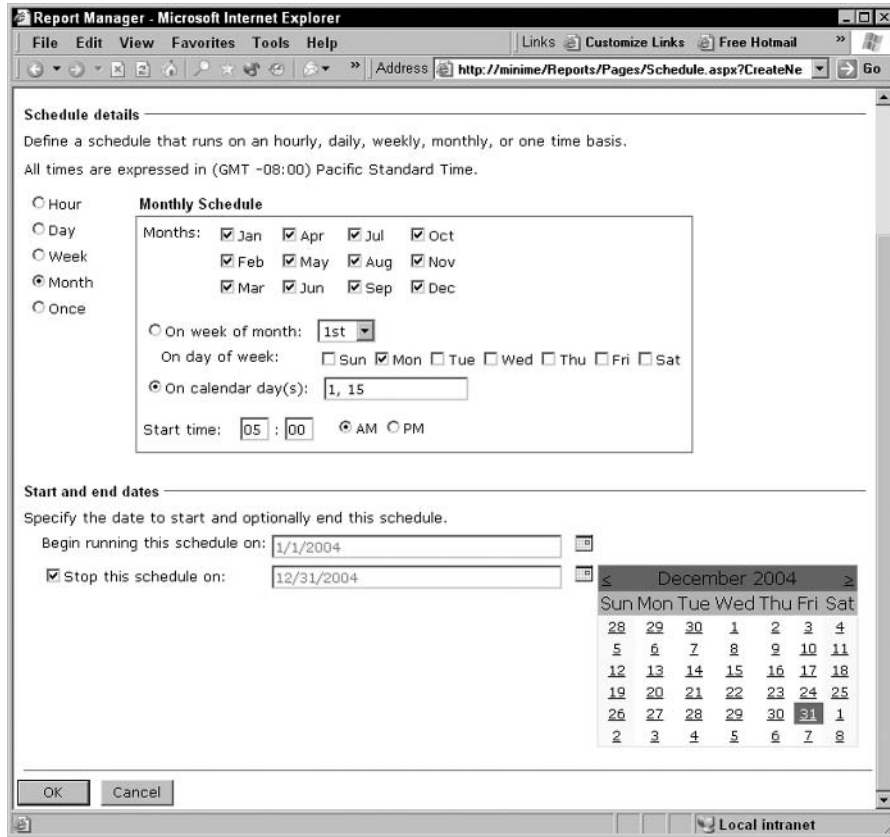 Report Manager - Microsoft Internet Explorer
File Edit View Favorites Tools Help
Links Customize Links Free Hotmail »
» Address http://minime/Reports/Pages/Schedule.aspx?CreateNe Go
Schedule details
Define a schedule that runs on an hourly, daily, weekly, monthly, or one time basis.
All times are expressed in (GMT -08:00) Pacific Standard Time.
Hour
Day
Week
Month
Once
Monthly Schedule
Months: Jan Apr Jul Oct
Feb May Aug Nov
Mar Jun Sep Dec
On week of month: 1st
On day of week: Sun Mon Tue Wed Thu Fri Sat
On calendar day(s): 1, 15
Start time: 05 : 00 AM PM
Start and end dates
Specify the date to start and optionally end this schedule.
Begin running this schedule on: 1/1/2004
Stop this schedule on: 12/31/2004
< December 2004 >
Sun Mon Tue Wed Thu Fri Sat
28 29 30 1 2 3 4
5 6 7 8 9 10 11
12 13 14 15 16 17 18
19 20 21 22 23 24 25
26 27 28 29 30 31 1
2 3 4 5 6 7 8
OK Cancel
Local intranet